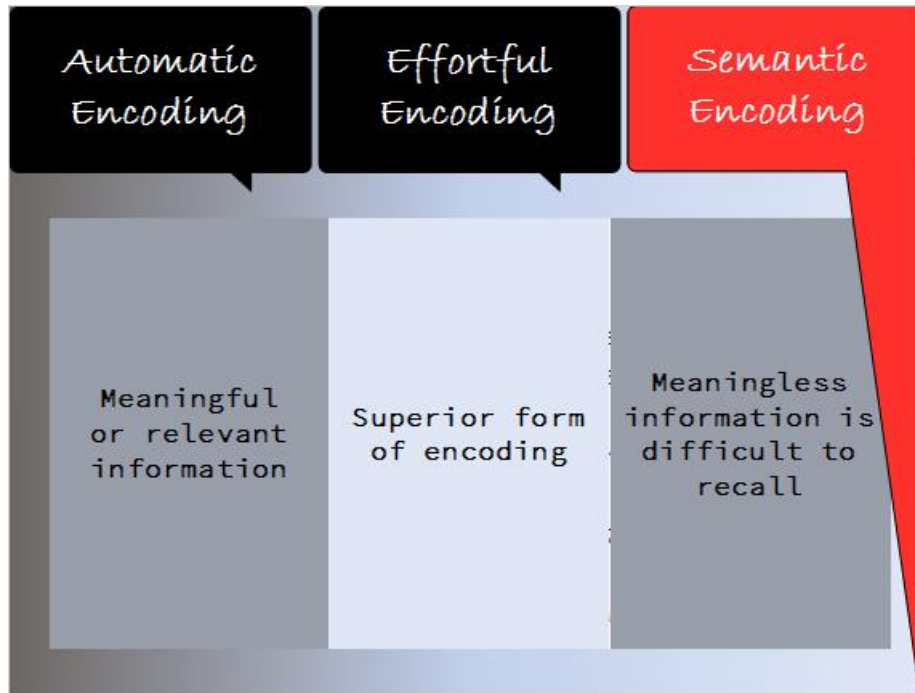 Automatic
Encoding
Effortful
Encoding
Semantic
Encoding
Meaningful
or relevant
information
Superior form
of encoding
Meaningless
information is
difficult to
recall